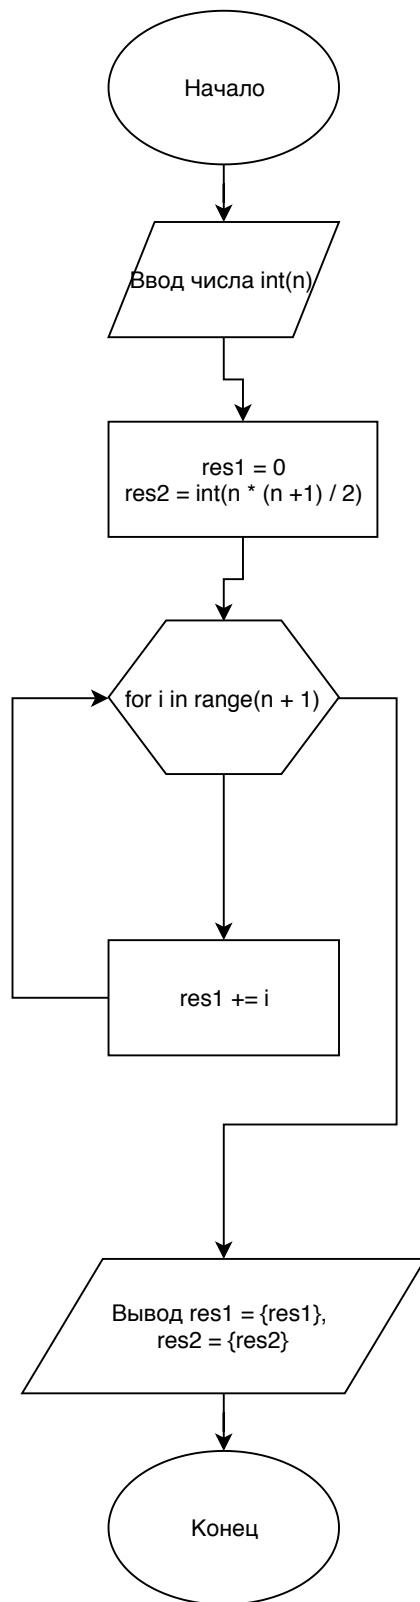 Начало
Ввод числа int(n)
res1 = 0
res2 = int(n * (n +1) / 2)
for i in range(n + 1)
res1 += i
Вывод res1 = {res1},
res2 = {res2}
Конец